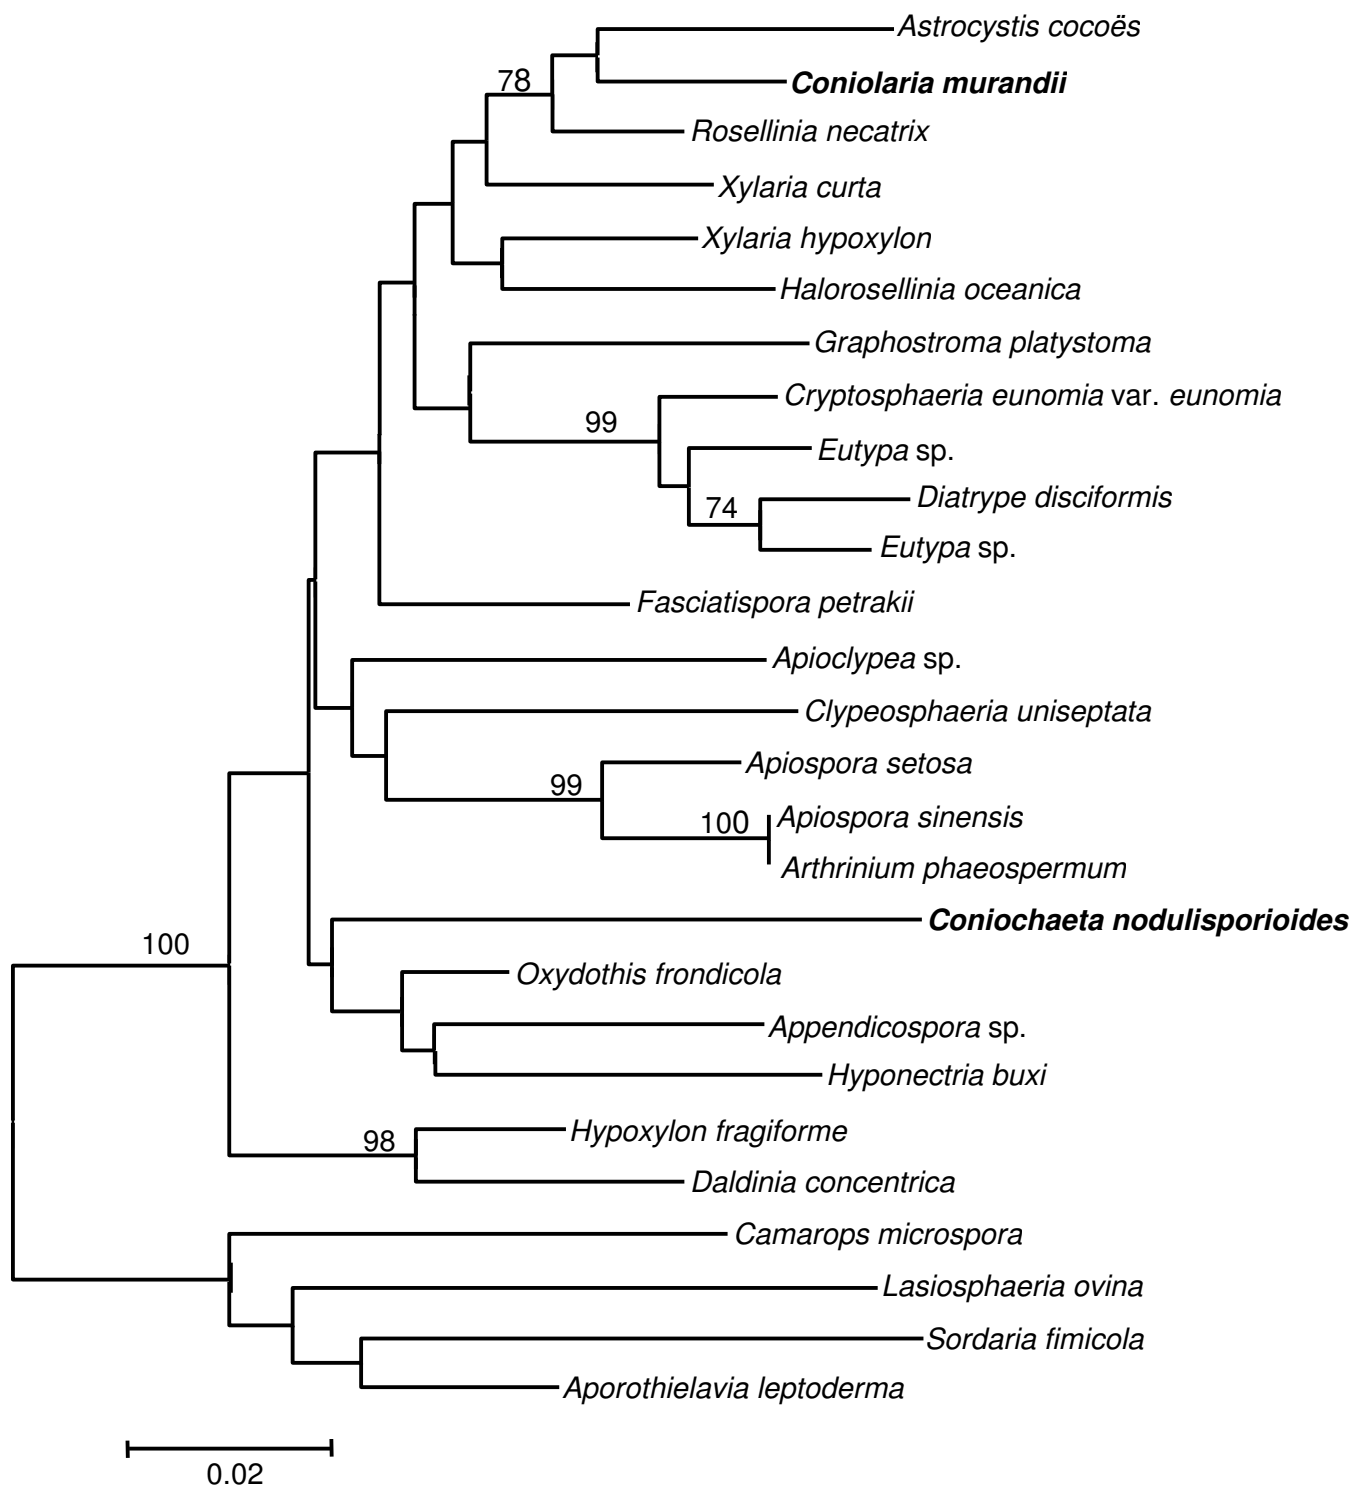 Astrocystis cocoës
78
Coniolaria murandii
Rosellinia necatrix
Xylaria curta
Xylaria hypoxylon
Halorosellinia oceanica
Graphostroma platystoma
Cryptosphaeria eunomia var. eunomia
99
Eutypa sp.
Diatrype disciformis
74
Eutypa sp.
Fasciatispora petrakii
Apioclypea sp.
Clypeosphaeria uniseptata
Apiospora setosa
99
Apiospora sinensis
100
Arthrinium phaeospermum
Coniochaeta nodulisporioides
100
Oxydothis frondicola
Appendicospora sp.
Hyponectria buxi
Hypoxylon fragiforme
98
Daldinia concentrica
Camarops microspora
Lasiosphaeria ovina
Sordaria fimicola
Aporothielavia leptoderma
0.02